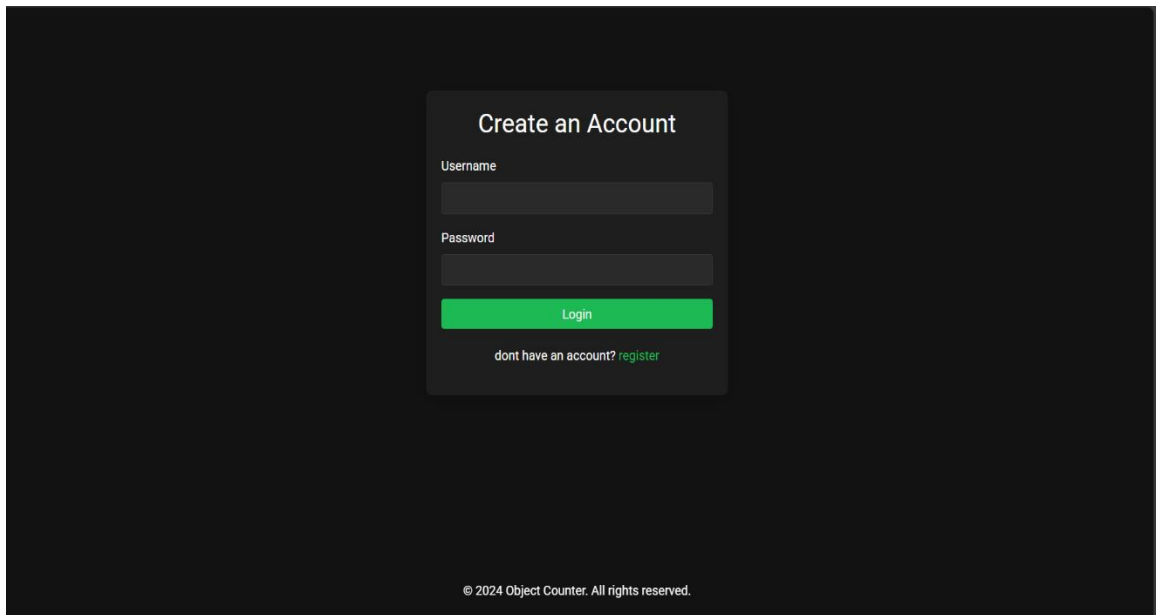 Create an Account
Username
Password
Login
dont have an account? register
© 2024 Object Counter. All rights reserved.